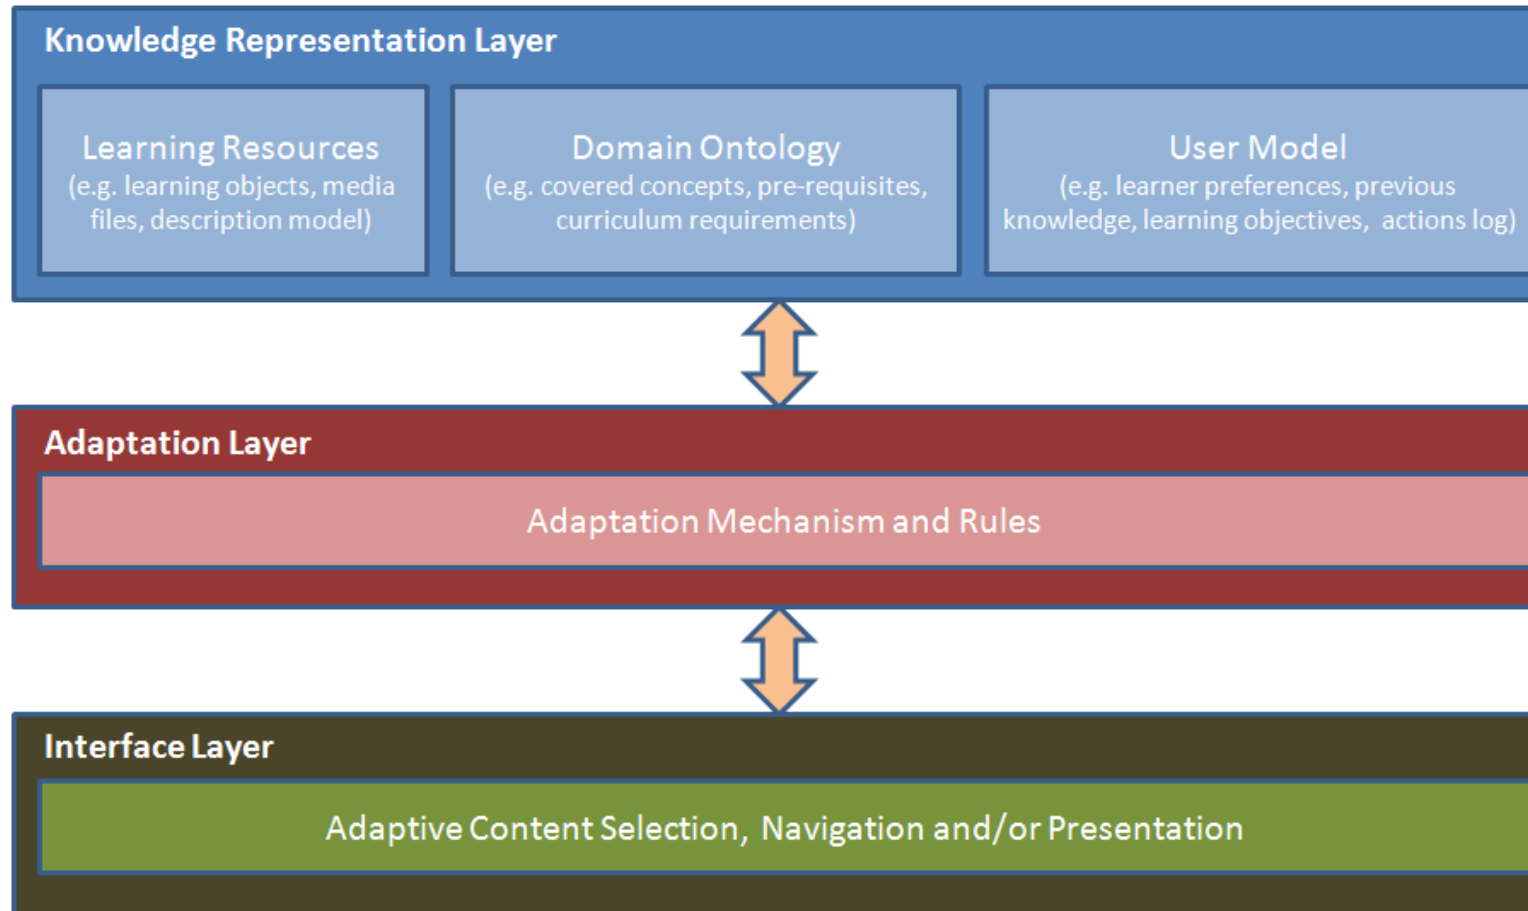 Knowledge Representation Layer
Learning Resources
(e.g. learning objects, media
files, description model)
Domain Ontology
(e.g. covered concepts, pre-requisites,
curriculum requirements)
User Model
(e.g. learner preferences, previous
knowledge, learning objectives, actions log)
Adaptation Layer
Adaptation Mechanism and Rules
Interface Layer
Adaptive Content Selection, Navigation and/or Presentation